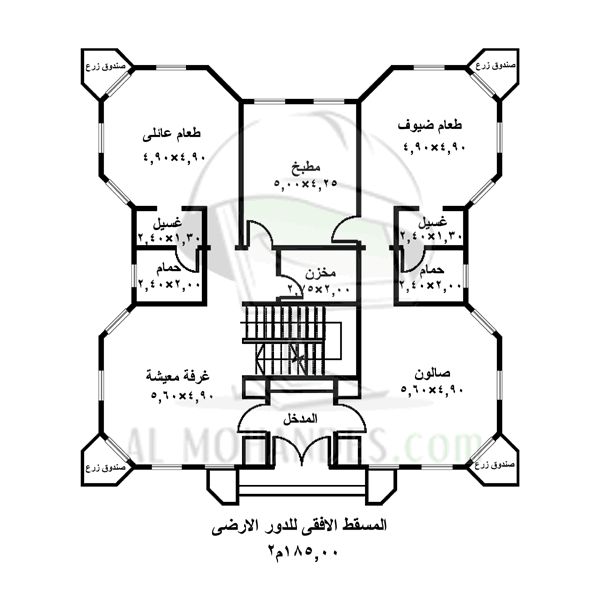 صندوق زرع
صندوق زرع
طعام عائلى
٤,٩٠×٤,٩٠
طعام ضيوف
٤,٩٠×٤,٩٠
مطبخ
٥,٠٠×٤,٢٥
غسيل
٢,٤٠×١,٣٠
غسيل
٢,٤٠×١,٣٠
حمام
٢,٤٠×٢,٠٠
مخزن
٢,٧٥×٢,٠٠
حمام
٢,٤٠×٢,٠٠
غرفة معيشة
٥,٦٠×٤,٩٠
صالون
٥,٦٠×٤,٩٠
المدخل
AL MOHANDES.com
صندوق زرع
صندوق زرع
المسقط الافقى للدور الارضى
١٨٥,٠٠م٢